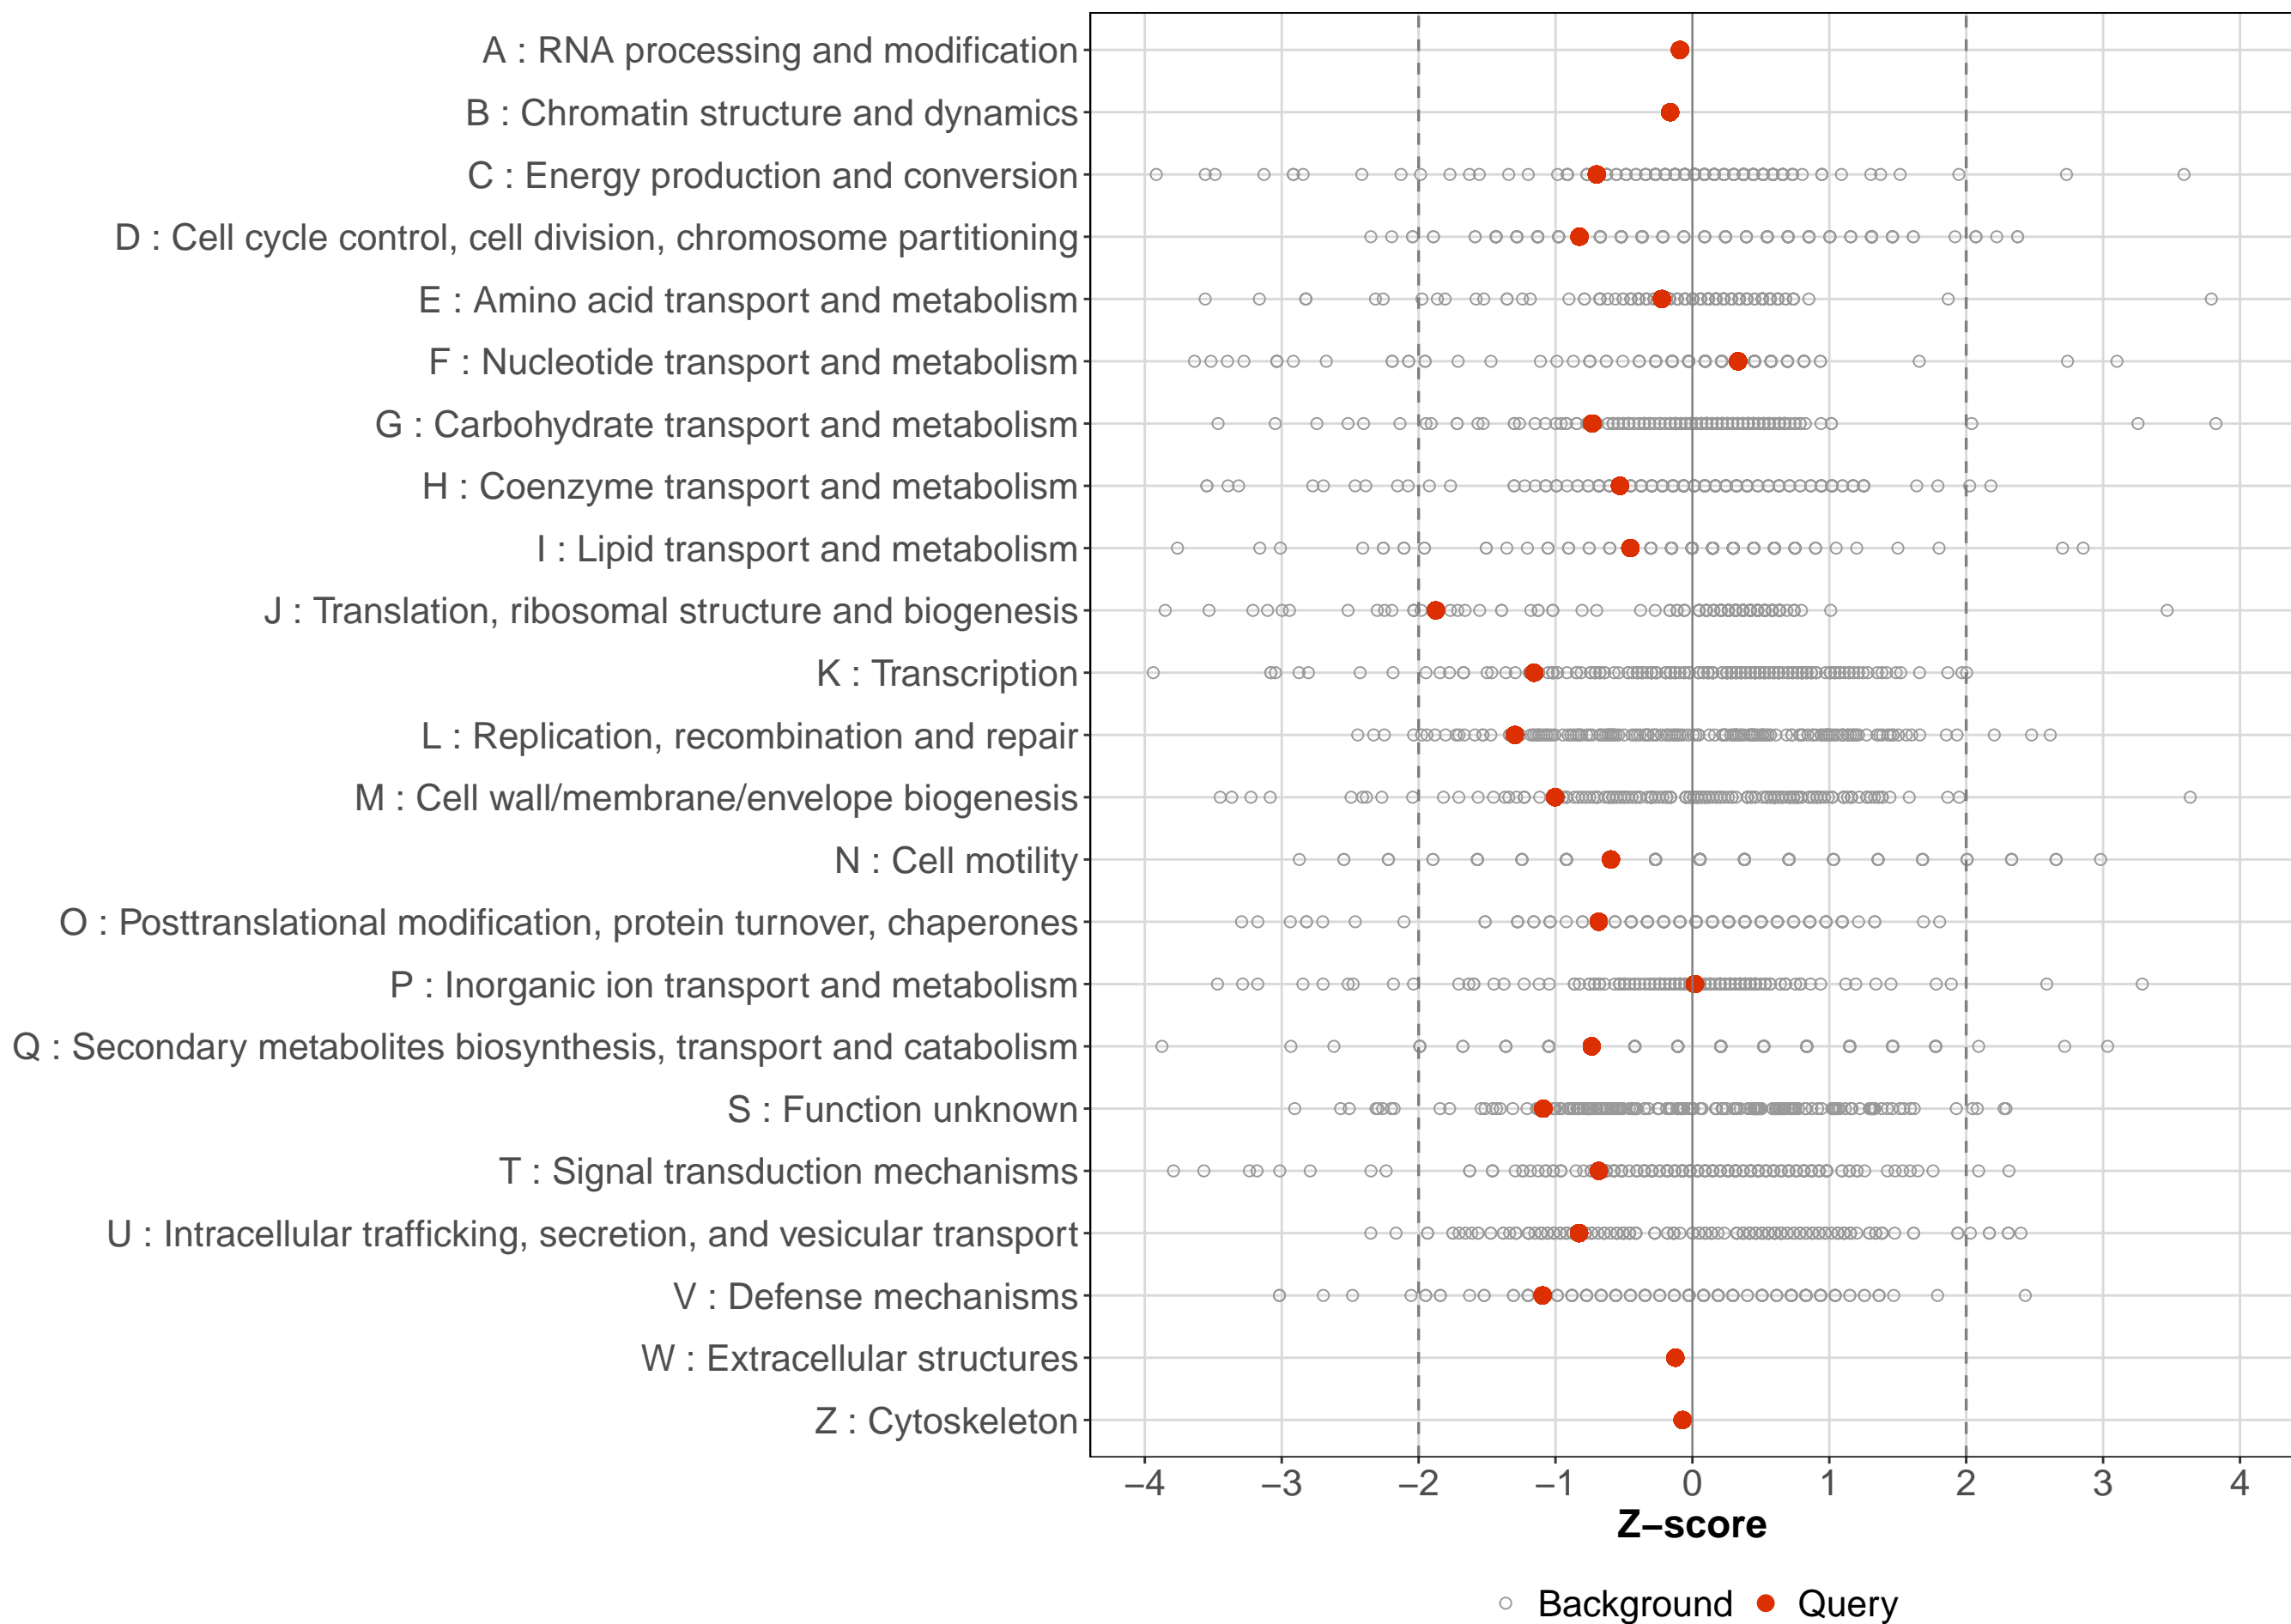 A : RNA processing and modification
B : Chromatin structure and dynamics
C : Energy production and conversion
D : Cell cycle control, cell division, chromosome partitioning
E : Amino acid transport and metabolism
F : Nucleotide transport and metabolism
G : Carbohydrate transport and metabolism
H : Coenzyme transport and metabolism
I : Lipid transport and metabolism
J : Translation, ribosomal structure and biogenesis
K : Transcription
L : Replication, recombination and repair
M : Cell wall/membrane/envelope biogenesis
N : Cell motility
O : Posttranslational modification, protein turnover, chaperones
P : Inorganic ion transport and metabolism
Q : Secondary metabolites biosynthesis, transport and catabolism
S : Function unknown
T : Signal transduction mechanisms
U : Intracellular trafficking, secretion, and vesicular transport
V : Defense mechanisms
W : Extracellular structures
Z : Cytoskeleton
−4 −3 −2 −1 0 1 2 3 4
Z−score
Background Query